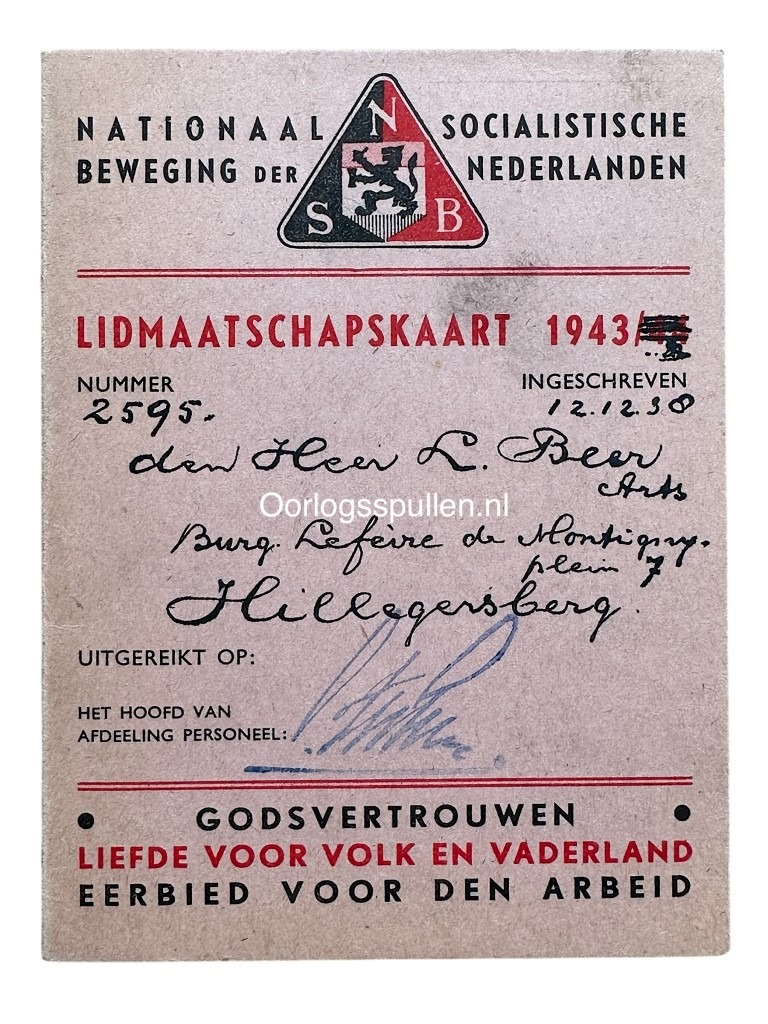 NATIONAAL SOCIALISTISCHE
BEWEGING DER NEDERLANDEN
N
S B
LIDMAATSCHAPSKAART 1943/
NUMMER INGESCHREVEN
2595. 12.12.38
den Heer L. Beer
Arts
Oorlogsspullen.nl
Burg. Lefèvre de Montigny-
plein 7
Hillegersberg.
UITGEREIKT OP:
HET HOOFD VAN
AFDEELING PERSONEEL:
• GODSVERTROUWEN •
LIEFDE VOOR VOLK EN VADERLAND
EERBIED VOOR DEN ARBEID